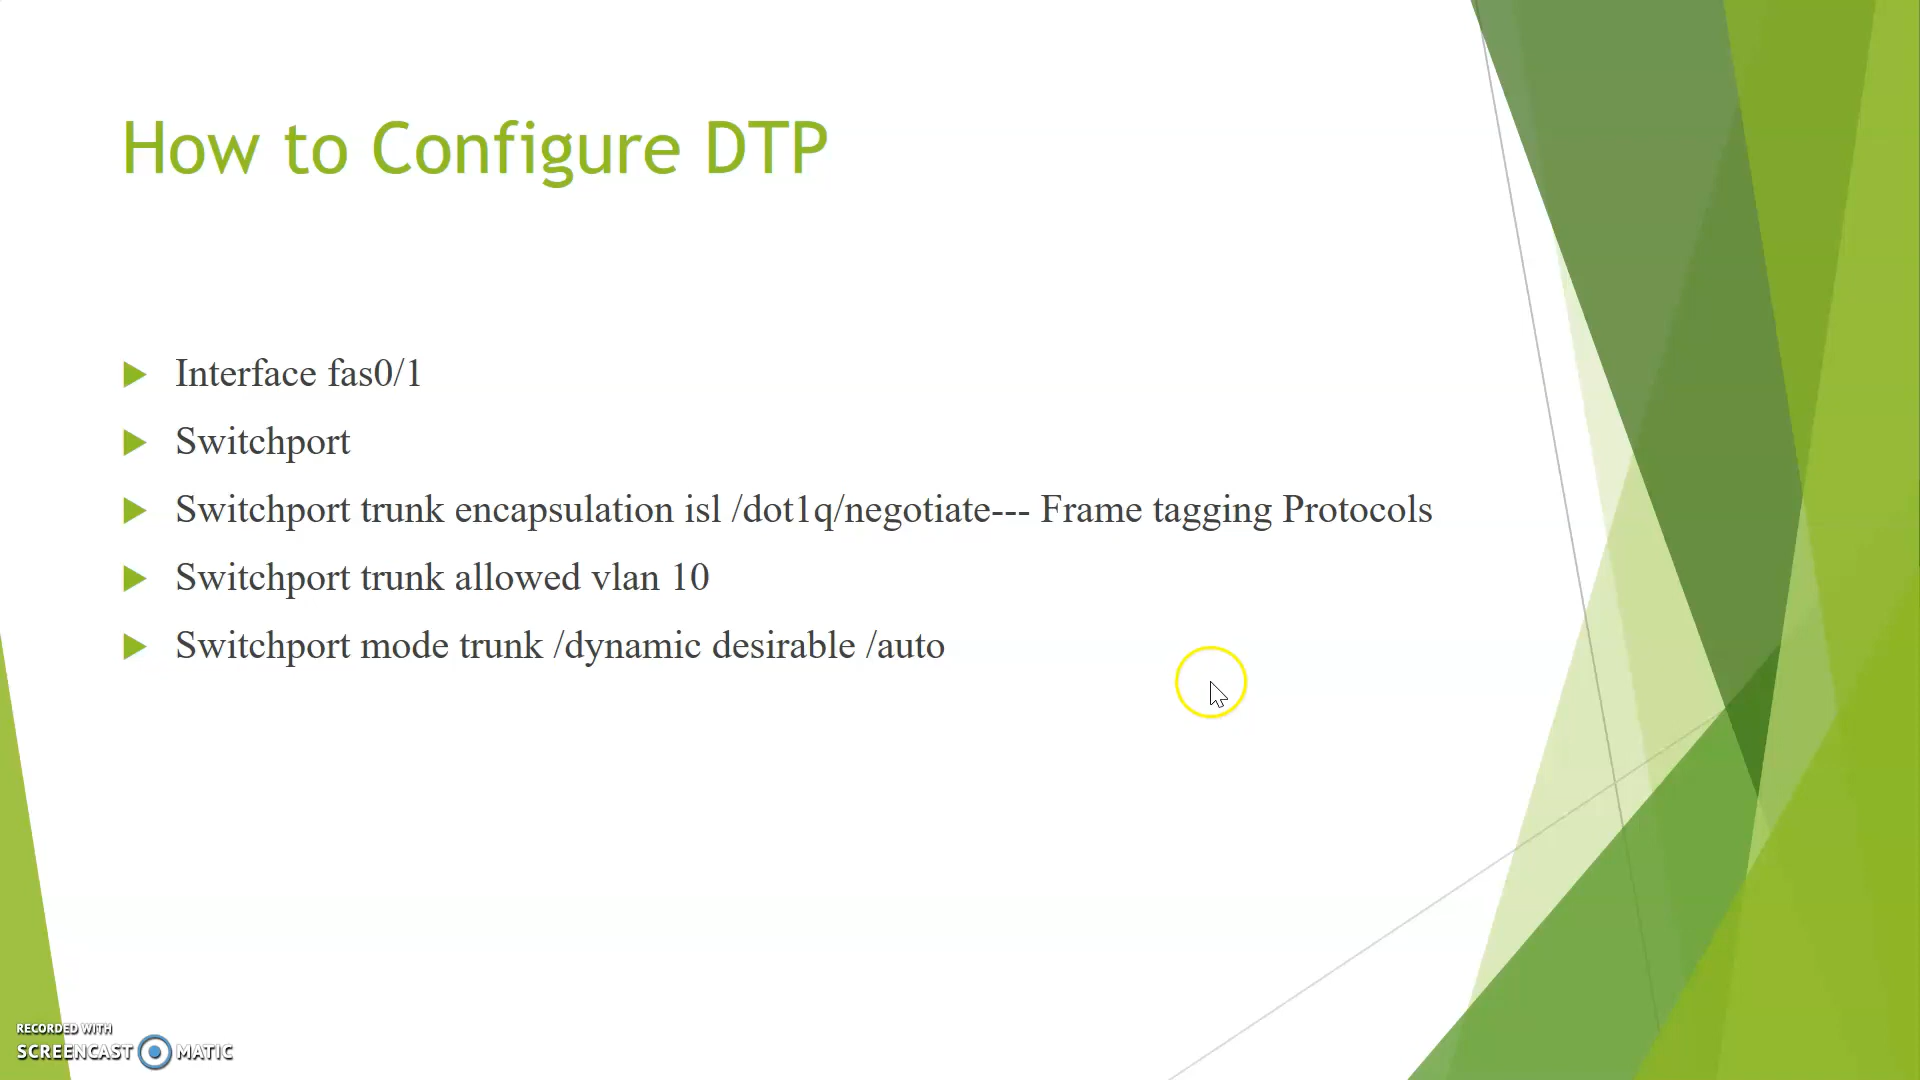 How to Configure DTP
Interface fas0/1
Switchport
Switchport trunk encapsulation isl /dot1q/negotiate--- Frame tagging Protocols
Switchport trunk allowed vlan 10
Switchport mode trunk /dynamic desirable /auto
RECORDED WITH
SCREENCAST MATIC